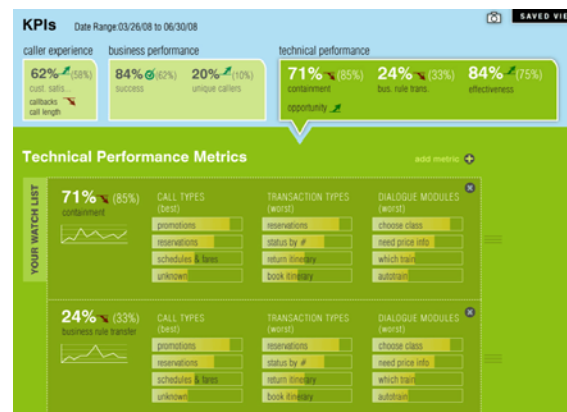 KPIs Date Range:03/26/08 to 06/30/08
SAVED VIE
caller experience business performance technical performance
62% (58%) 84% (62%) 20% (10%) 71% (85%) 24% (33%) 84% (75%)
cust. satis... success unique callers containment bus. rule trans. effectiveness
callbacks
call length
opportunity
Technical Performance Metrics add metric
YOUR WATCH LIST
71% (85%) CALL TYPES TRANSACTION TYPES DIALOGUE MODULES
containment (best) (worst) (worst)
promotions reservations choose class
reservations status by # need price info
schedules & fares return itinerary which train
unknown book itinerary autotrain
24% (33%) CALL TYPES TRANSACTION TYPES DIALOGUE MODULES
business rule transfer (best) (worst) (worst)
promotions reservations choose class
reservations status by # need price info
schedules & fares return itinerary which train
unknown book itinerary autotrain